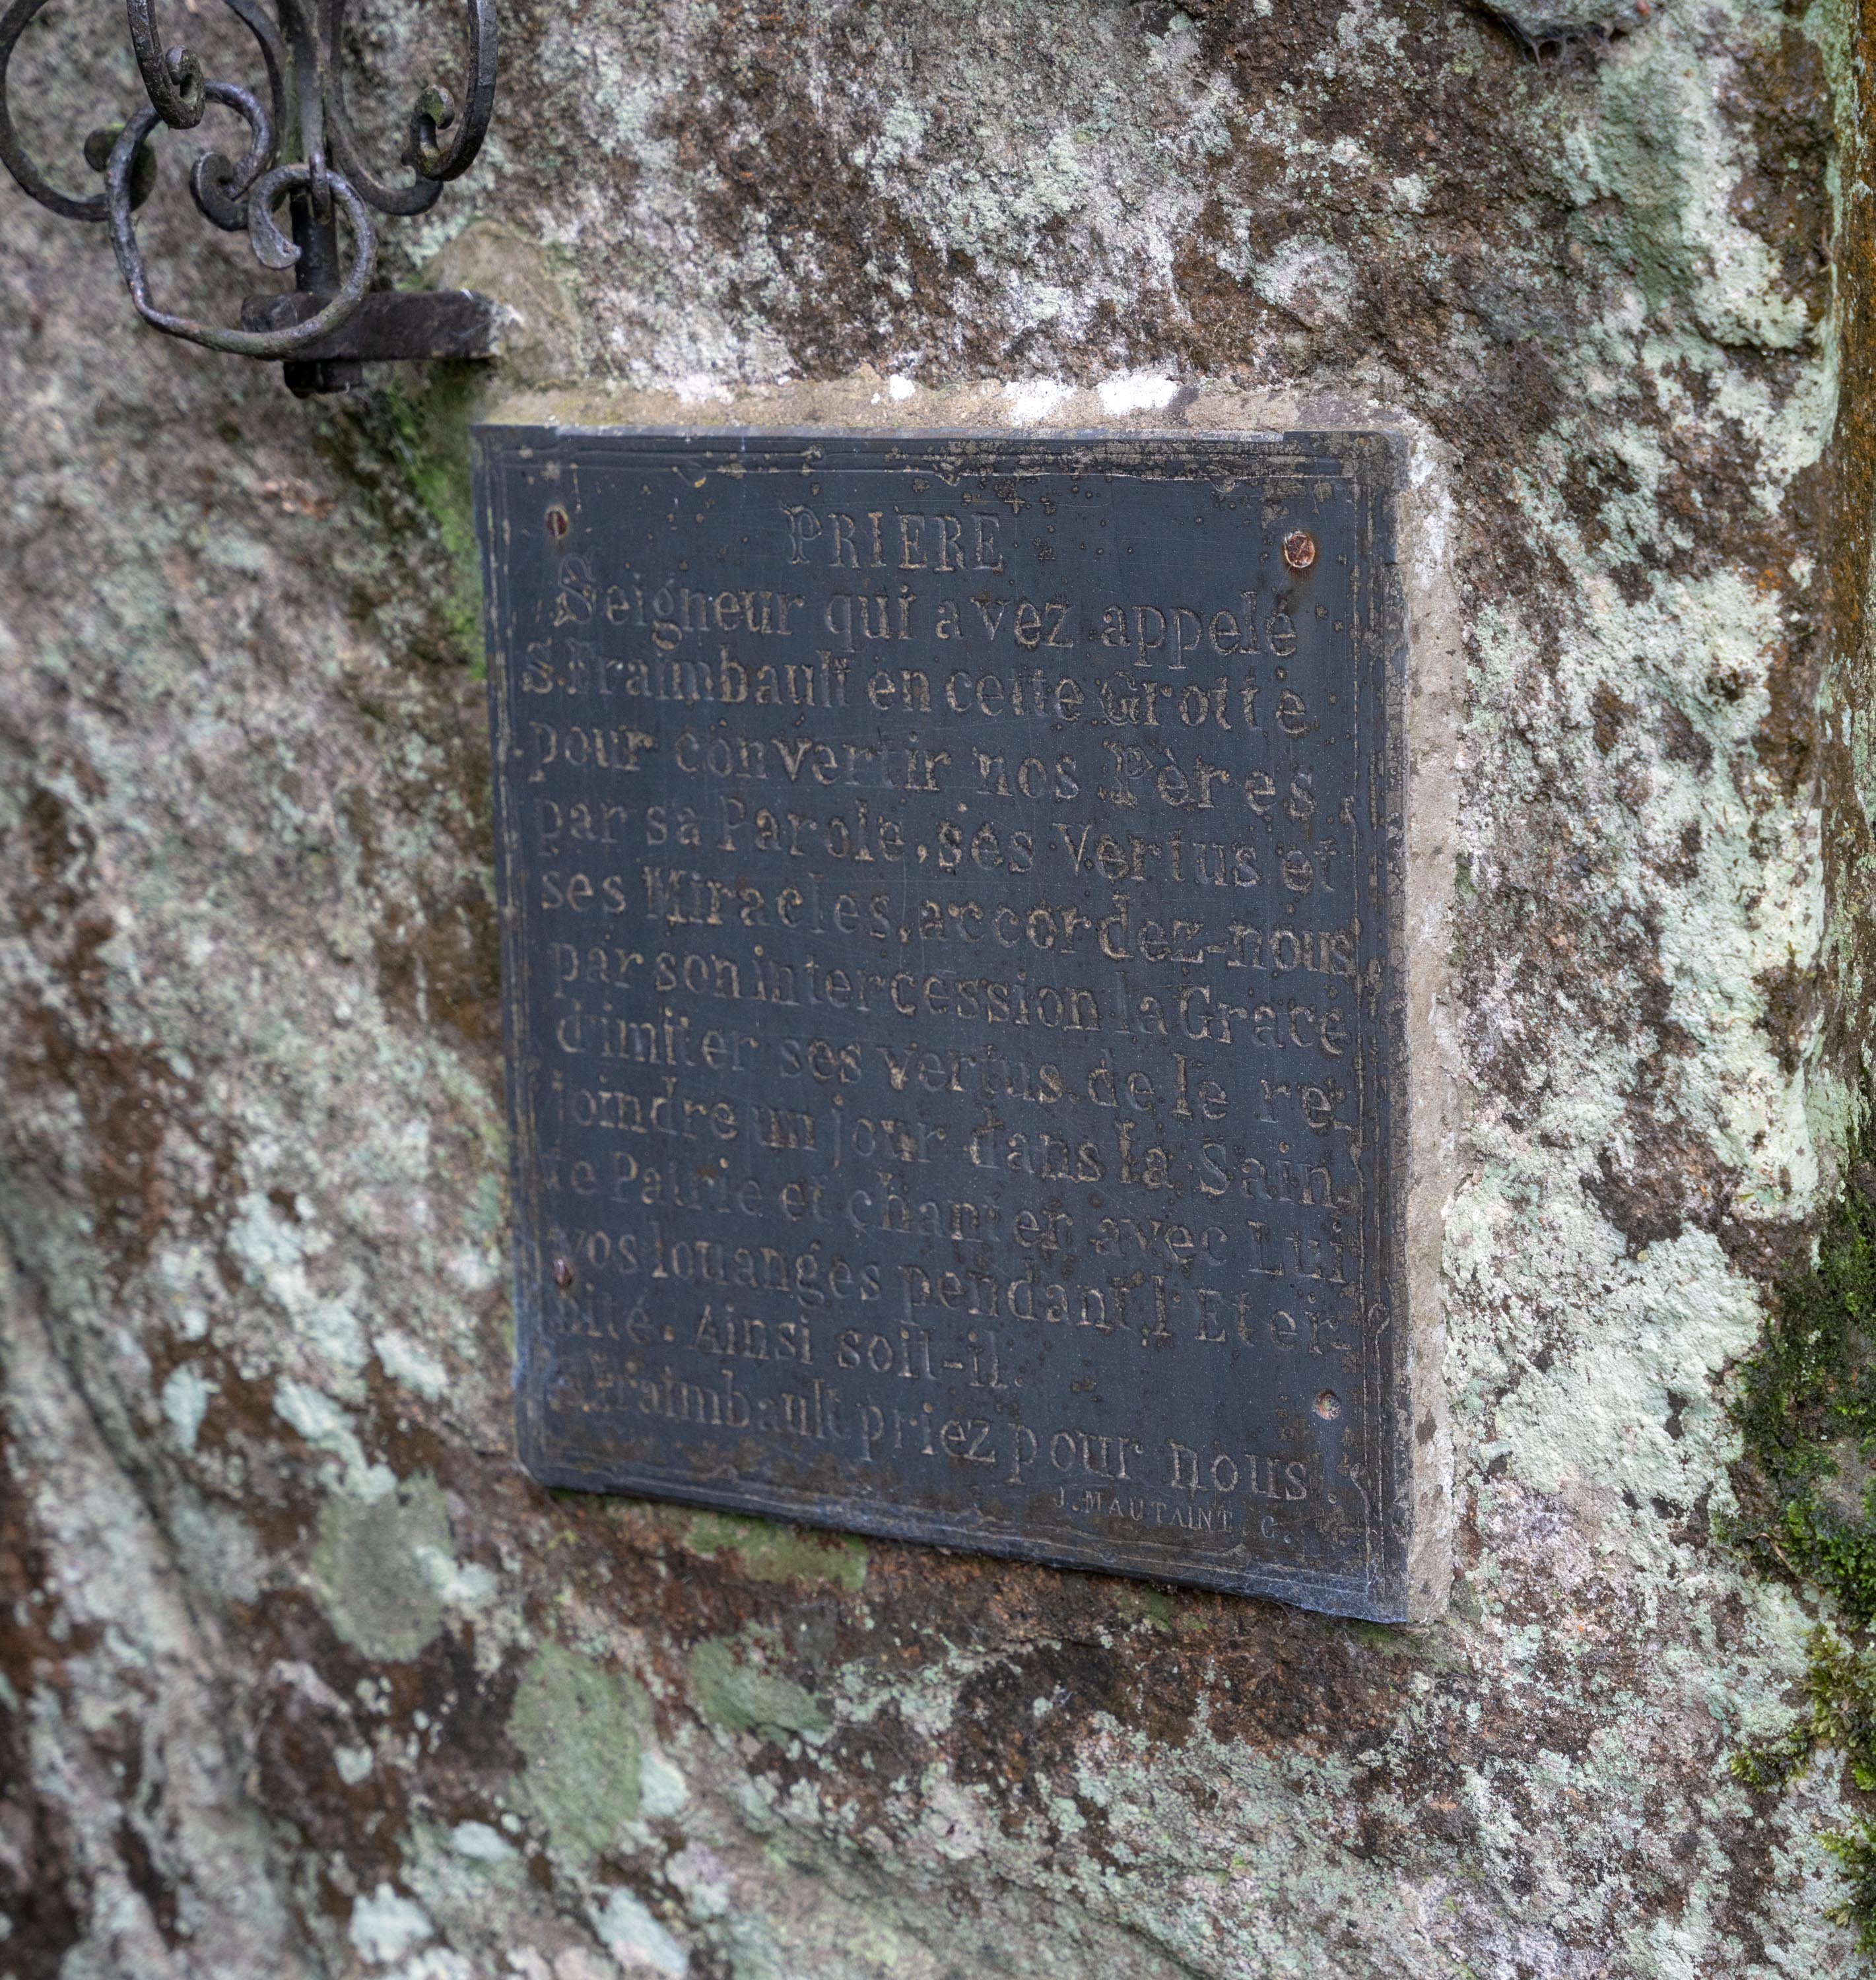 PRIERE
Seigneur qui avez appelé
S. Fraimbault en cette Grotte
pour convertir nos Pères
par sa Parole, ses Vertus et
ses Miracles, accordez-nous
par son intercession la Grace
d'imiter ses vertus de le re
joindre un jour dans la Sain
te Patrie et chanter avec Lui
vos louanges pendant l'Eter
nité. Ainsi soit-il.
S. Fraimbault priez pour nous.
J. MAUTAINT. G.